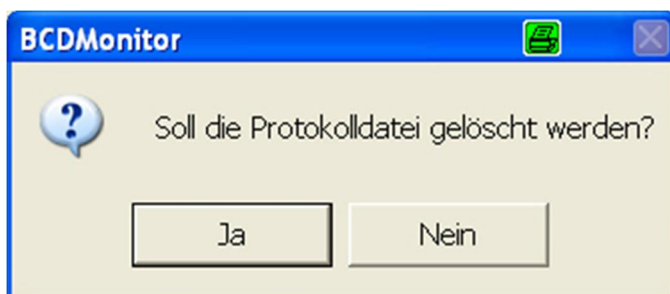 BCDMonitor
Soll die Protokolldatei gelöscht werden?
Ja
Nein